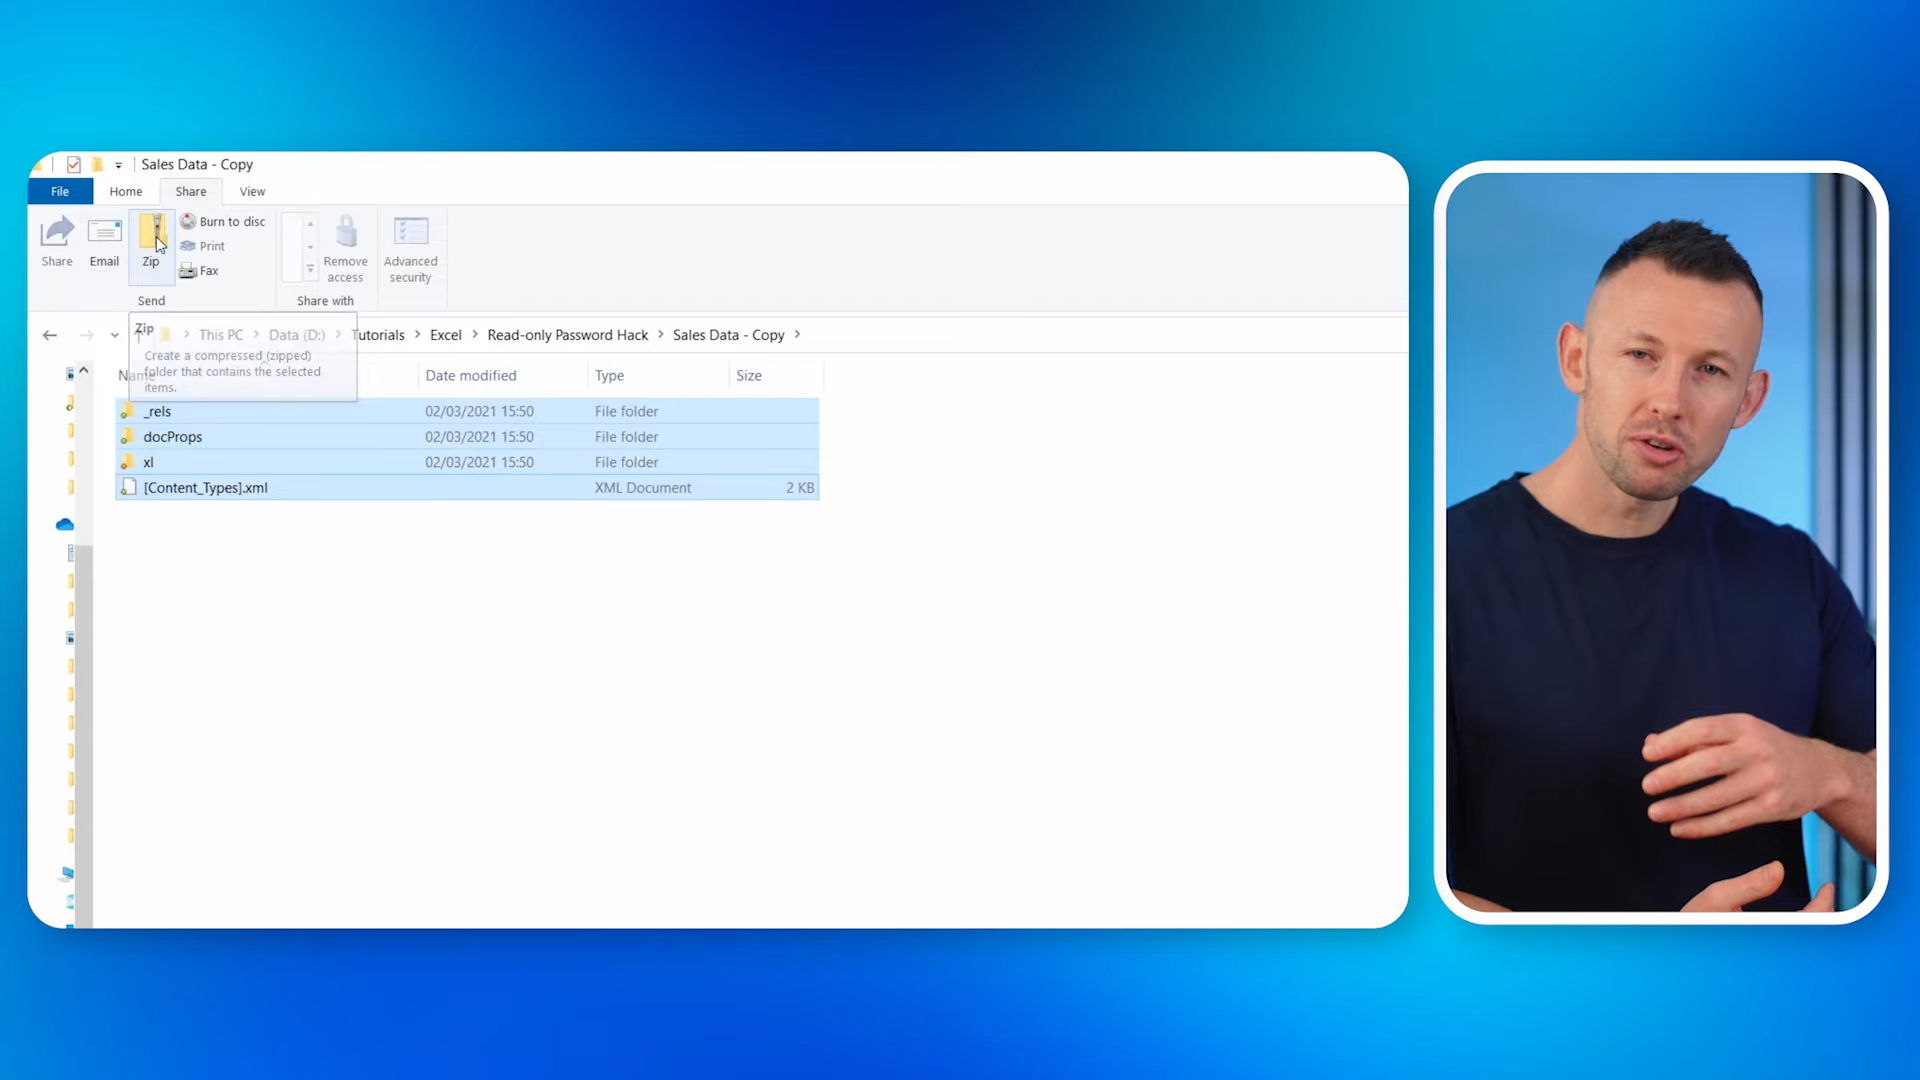 Sales Data - Copy
File Home Share View
Share
Email
Zip
Burn to disc
Print
Fax
Remove access
Advanced security
Send
Share with
This PC > Data (D:) > Tutorials > Excel > Read-only Password Hack > Sales Data - Copy >
Zip
Create a compressed (zipped)
folder that contains the selected
items.
Name Date modified Type Size
_rels 02/03/2021 15:50 File folder
docProps 02/03/2021 15:50 File folder
xl 02/03/2021 15:50 File folder
[Content_Types].xml XML Document 2 KB